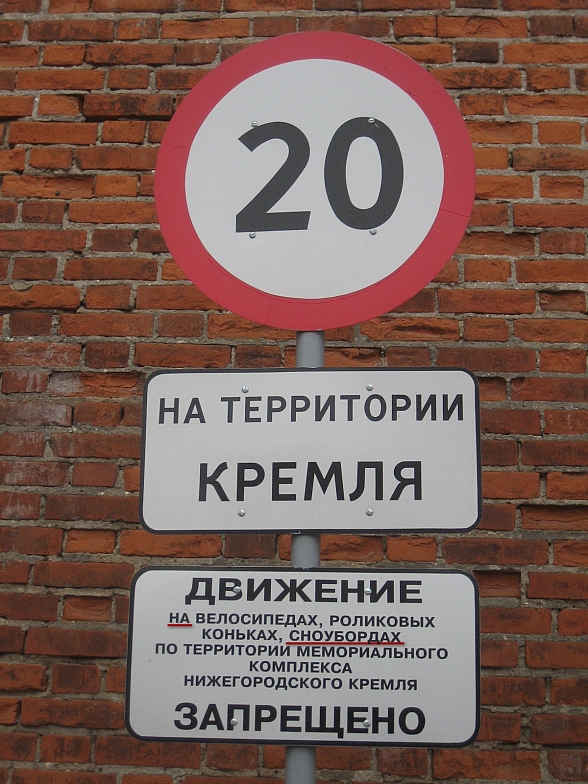 20
НА ТЕРРИТОРИИ
КРЕМЛЯ
ДВИЖЕНИЕ
НА ВЕЛОСИПЕДАХ, РОЛИКОВЫХ
КОНЬКАХ, СНОУБОРДАХ
ПО ТЕРРИТОРИИ МЕМОРИАЛЬНОГО
КОМПЛЕКСА
НИЖЕГОРОДСКОГО КРЕМЛЯ
ЗАПРЕЩЕНО